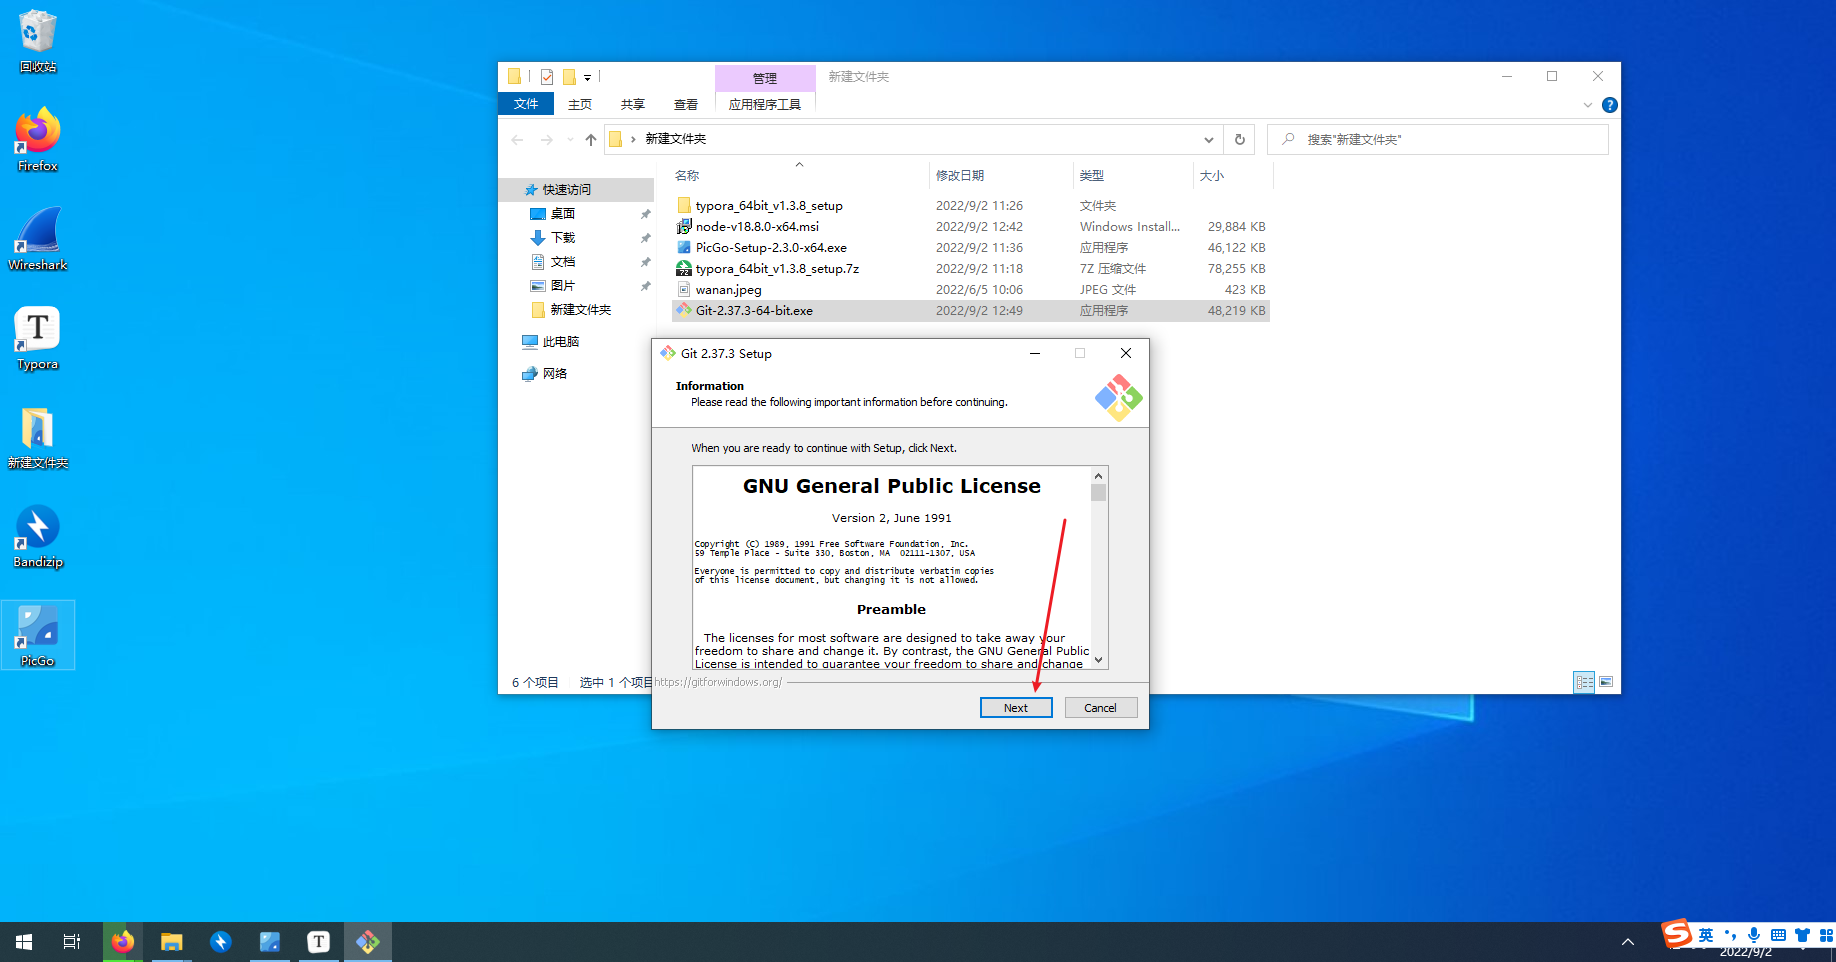 回收站
Firefox
Wireshark
Typora
新建文件夹
Bandizip
PicGo
管理
新建文件夹
文件
主页
共享
查看
应用程序工具
新建文件夹
搜索"新建文件夹"
快速访问
桌面
下载
文档
图片
新建文件夹
此电脑
网络
名称 修改日期 类型 大小
typora_64bit_v1.3.8_setup 2022/9/2 11:26 文件夹
node-v18.8.0-x64.msi 2022/9/2 12:42 Windows Install... 29,884 KB
PicGo-Setup-2.3.0-x64.exe 2022/9/2 11:36 应用程序 46,122 KB
typora_64bit_v1.3.8_setup.7z 2022/9/2 11:18 7Z 压缩文件 78,255 KB
wanan.jpeg 2022/6/5 10:06 JPEG 文件 423 KB
Git-2.37.3-64-bit.exe 2022/9/2 12:49 应用程序 48,219 KB
6 个项目 选中 1 个项目
Git 2.37.3 Setup
Information
Please read the following important information before continuing.
When you are ready to continue with Setup, click Next.
GNU General Public License
Version 2, June 1991
Copyright (C) 1989, 1991 Free Software Foundation, Inc.
59 Temple Place - Suite 330, Boston, MA  02111-1307, USA
Everyone is permitted to copy and distribute verbatim copies
of this license document, but changing it is not allowed.
Preamble
The licenses for most software are designed to take away your
freedom to share and change it. By contrast, the GNU General Public
License is intended to guarantee your freedom to share and change
https://gitforwindows.org/
Next
Cancel
英
2022/9/2